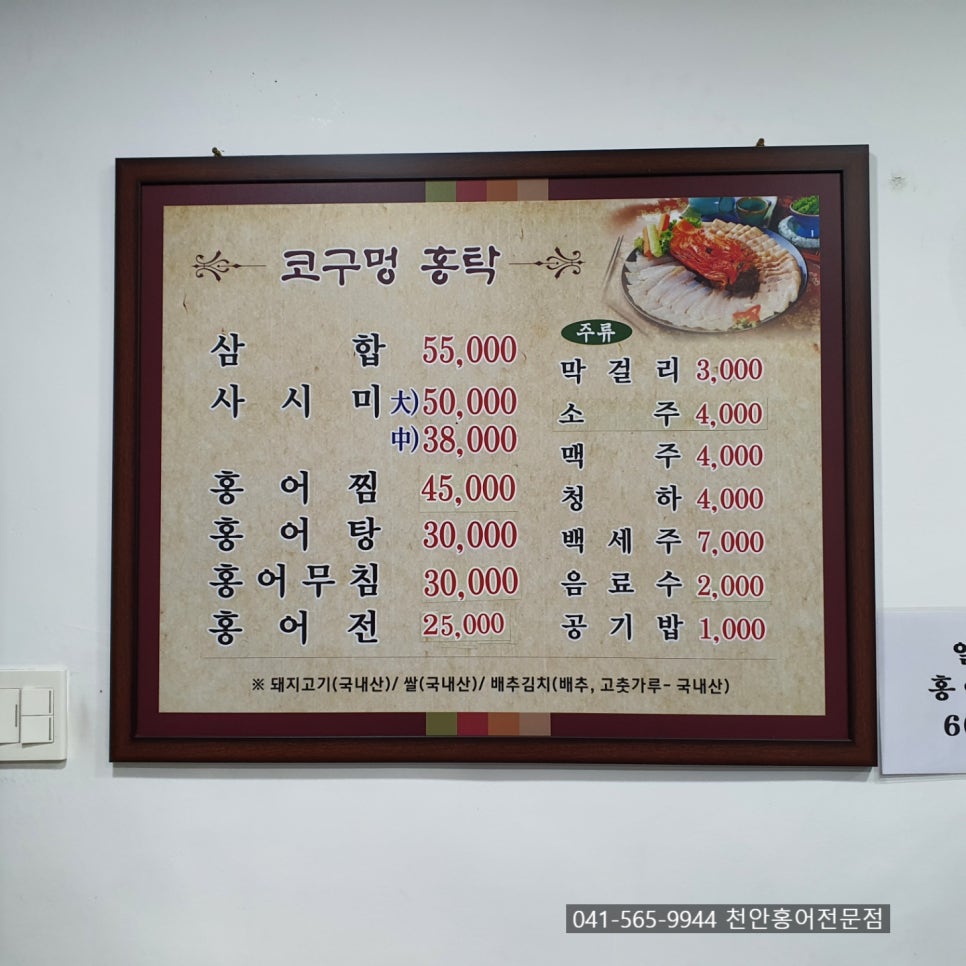 코구멍 홍탁
삼합 55,000
사시미 大)50,000
中)38,000
홍어찜 45,000
홍어탕 30,000
홍어무침 30,000
홍어전 25,000
주류
막걸리 3,000
소주 4,000
맥주 4,000
청하 4,000
백세주 7,000
음료수 2,000
공기밥 1,000
※ 돼지고기(국내산)/ 쌀(국내산)/ 배추김치(배추, 고춧가루- 국내산)
홍
041-565-9944 천안홍어전문점